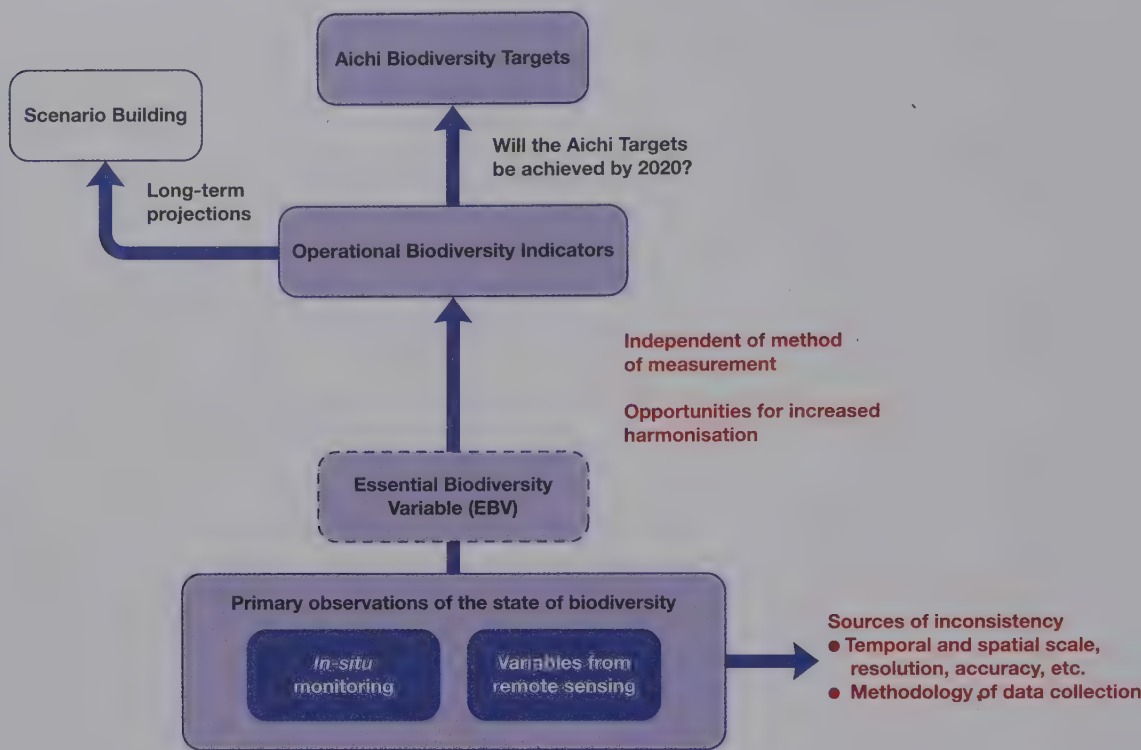 Aichi Biodiversity Targets
Scenario Building
Will the Aichi Targets
be achieved by 2020?
Long-term
projections
Operational Biodiversity Indicators
Independent of method
of measurement
Opportunities for increased
harmonisation
Essential Biodiversity
Variable (EBV)
Primary observations of the state of biodiversity
In-situ
monitoring
Variables from
remote sensing
Sources of inconsistency
● Temporal and spatial scale,
resolution, accuracy, etc.
● Methodology of data collection